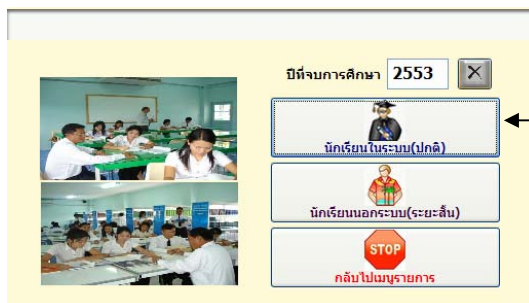 ปีที่จบการศึกษา 2553
นักเรียนในระบบ(ปกติ)
นักเรียนนอกระบบ(ระยะสั้น)
STOP
กลับไปเมนูรายการ